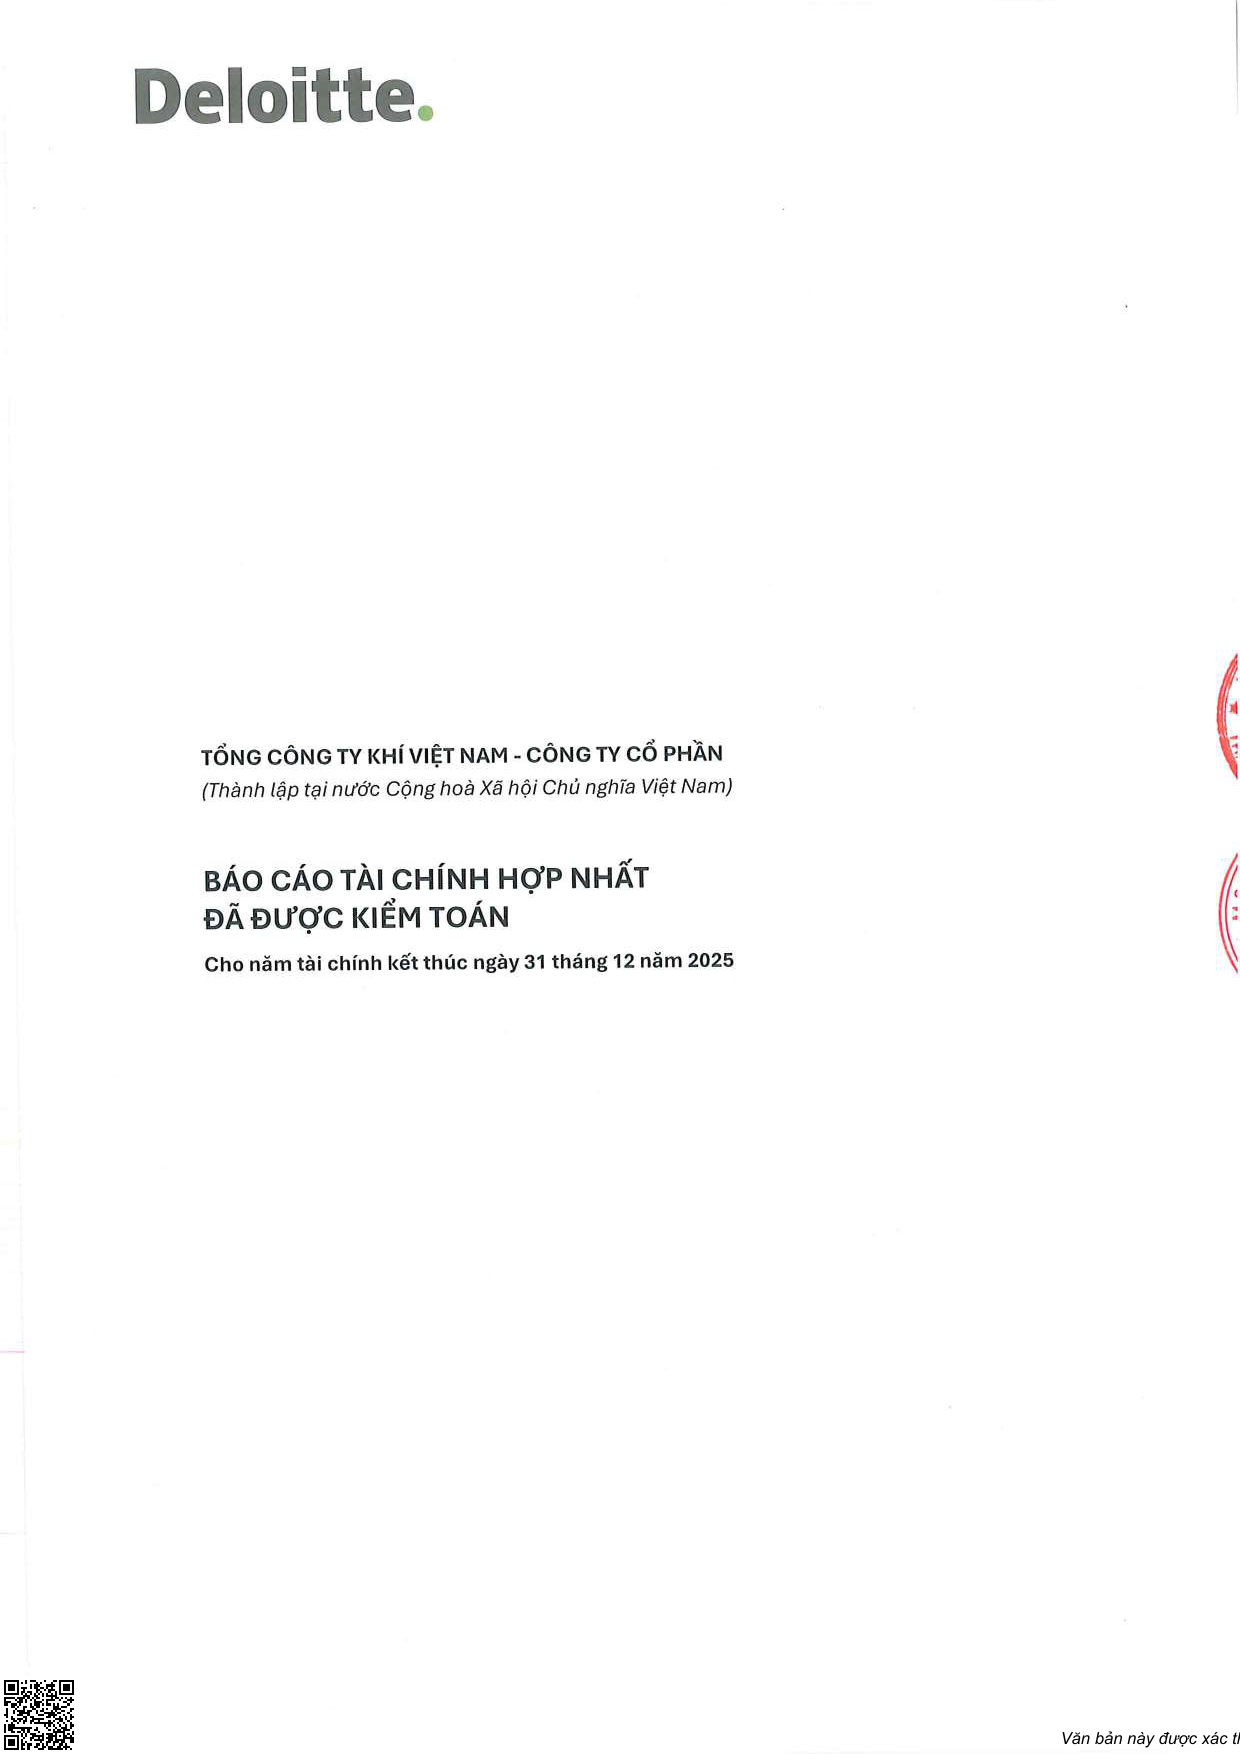 Deloitte.
TỔNG CÔNG TY KHÍ VIỆT NAM - CÔNG TY CỔ PHẦN
(Thành lập tại nước Cộng hoà Xã hội Chủ nghĩa Việt Nam)
BÁO CÁO TÀI CHÍNH HỢP NHẤT
ĐÃ ĐƯỢC KIỂM TOÁN
Cho năm tài chính kết thúc ngày 31 tháng 12 năm 2025
Văn bản này được xác